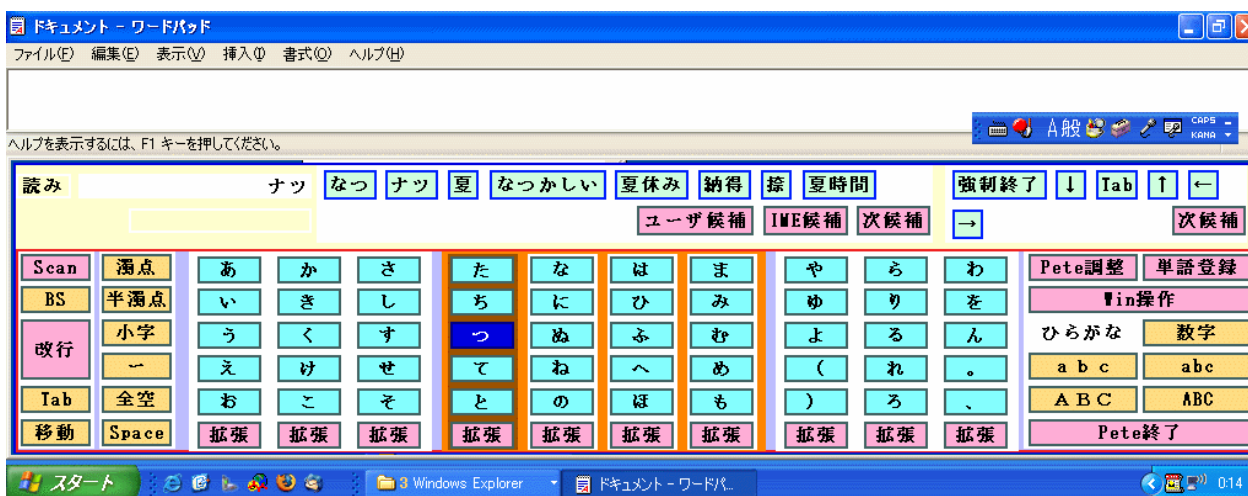 ドキュメント - ワードパッド
ファイル(F) 編集(E) 表示(V) 挿入(I) 書式(O) ヘルプ(H)
A 般 CAPS KANA
ヘルプを表示するには、F1 キーを押してください。
読み ナッ なつ ナツ 夏 なつかしい 夏休み 納得 捺 夏時間 強制終了 ↓ Tab ↑ ←
ユーザ候補 IME候補 次候補 → 次候補
Scan 濁点 あ か さ た な は ま や ら わ Pete調整 単語登録
BS 半濁点 い き し ち に ひ み ゆ り を Win操作
改行 小字 う く す つ ぬ ふ む よ る ん ひらがな 数字
ー え け せ て ね へ め ( れ 。 ａｂｃ abc
Tab 全空 お こ そ と の ほ も ) ろ 、 ＡＢＣ ABC
移動 Space 拡張 拡張 拡張 拡張 拡張 拡張 拡張 拡張 拡張 拡張 Pete終了
スタート 3 Windows Explorer ドキュメント - ワードパ... 0:14